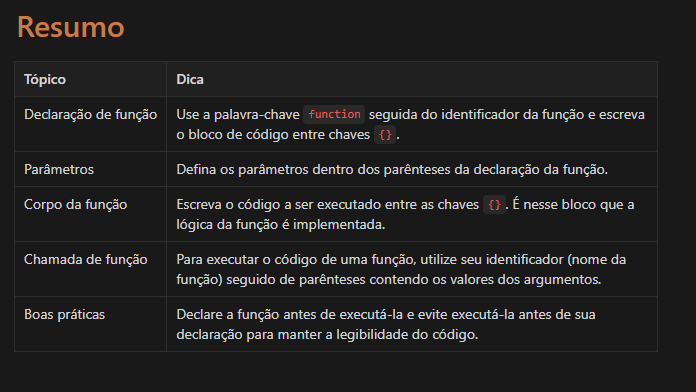 Resumo
Tópico Dica
Declaração de função Use a palavra-chave function seguida do identificador da função e escreva
o bloco de código entre chaves {}.
Parâmetros Defina os parâmetros dentro dos parênteses da declaração da função.
Corpo da função Escreva o código a ser executado entre as chaves {}. É nesse bloco que a
lógica da função é implementada.
Chamada de função Para executar o código de uma função, utilize seu identificador (nome da
função) seguido de parênteses contendo os valores dos argumentos.
Boas práticas Declare a função antes de executá-la e evite executá-la antes de sua
declaração para manter a legibilidade do código.